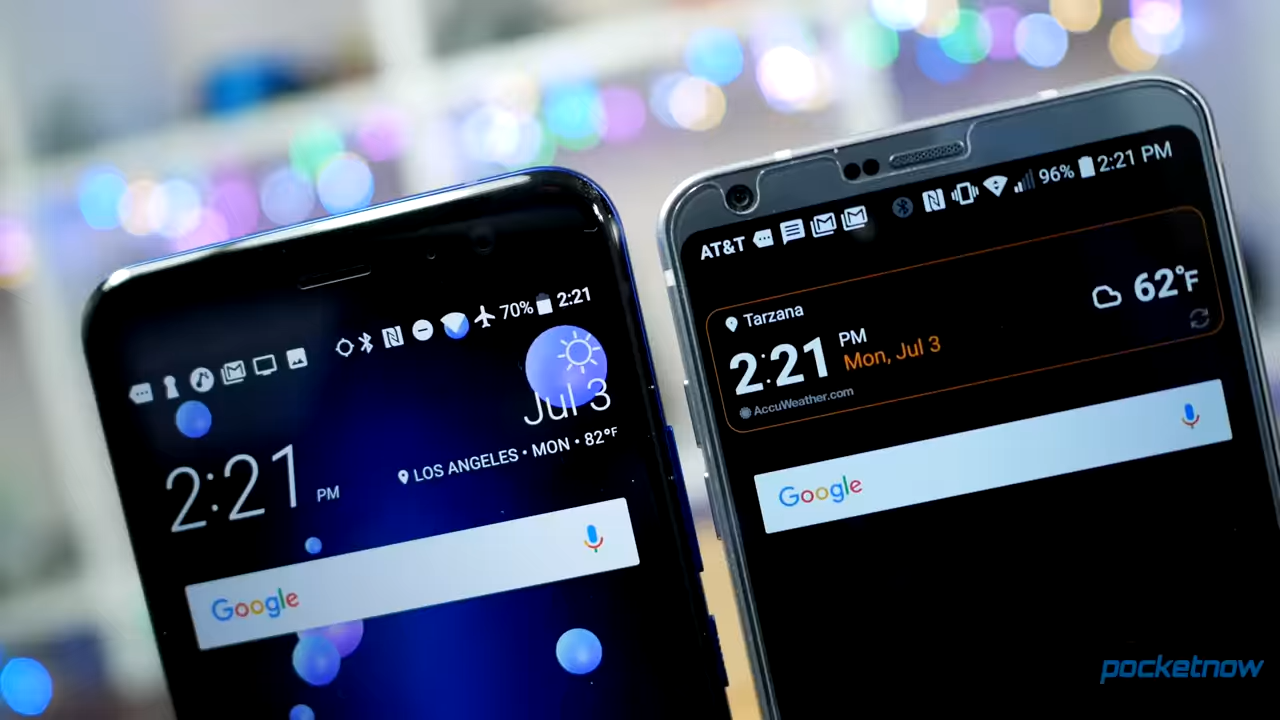 70% 2:21
Jul 3
2:21 PM
LOS ANGELES • MON • 82°F
Google
AT&T 96% 2:21 PM
Tarzana
2:21 PM
Mon, Jul 3
62°F
AccuWeather.com
Google
pocketnow